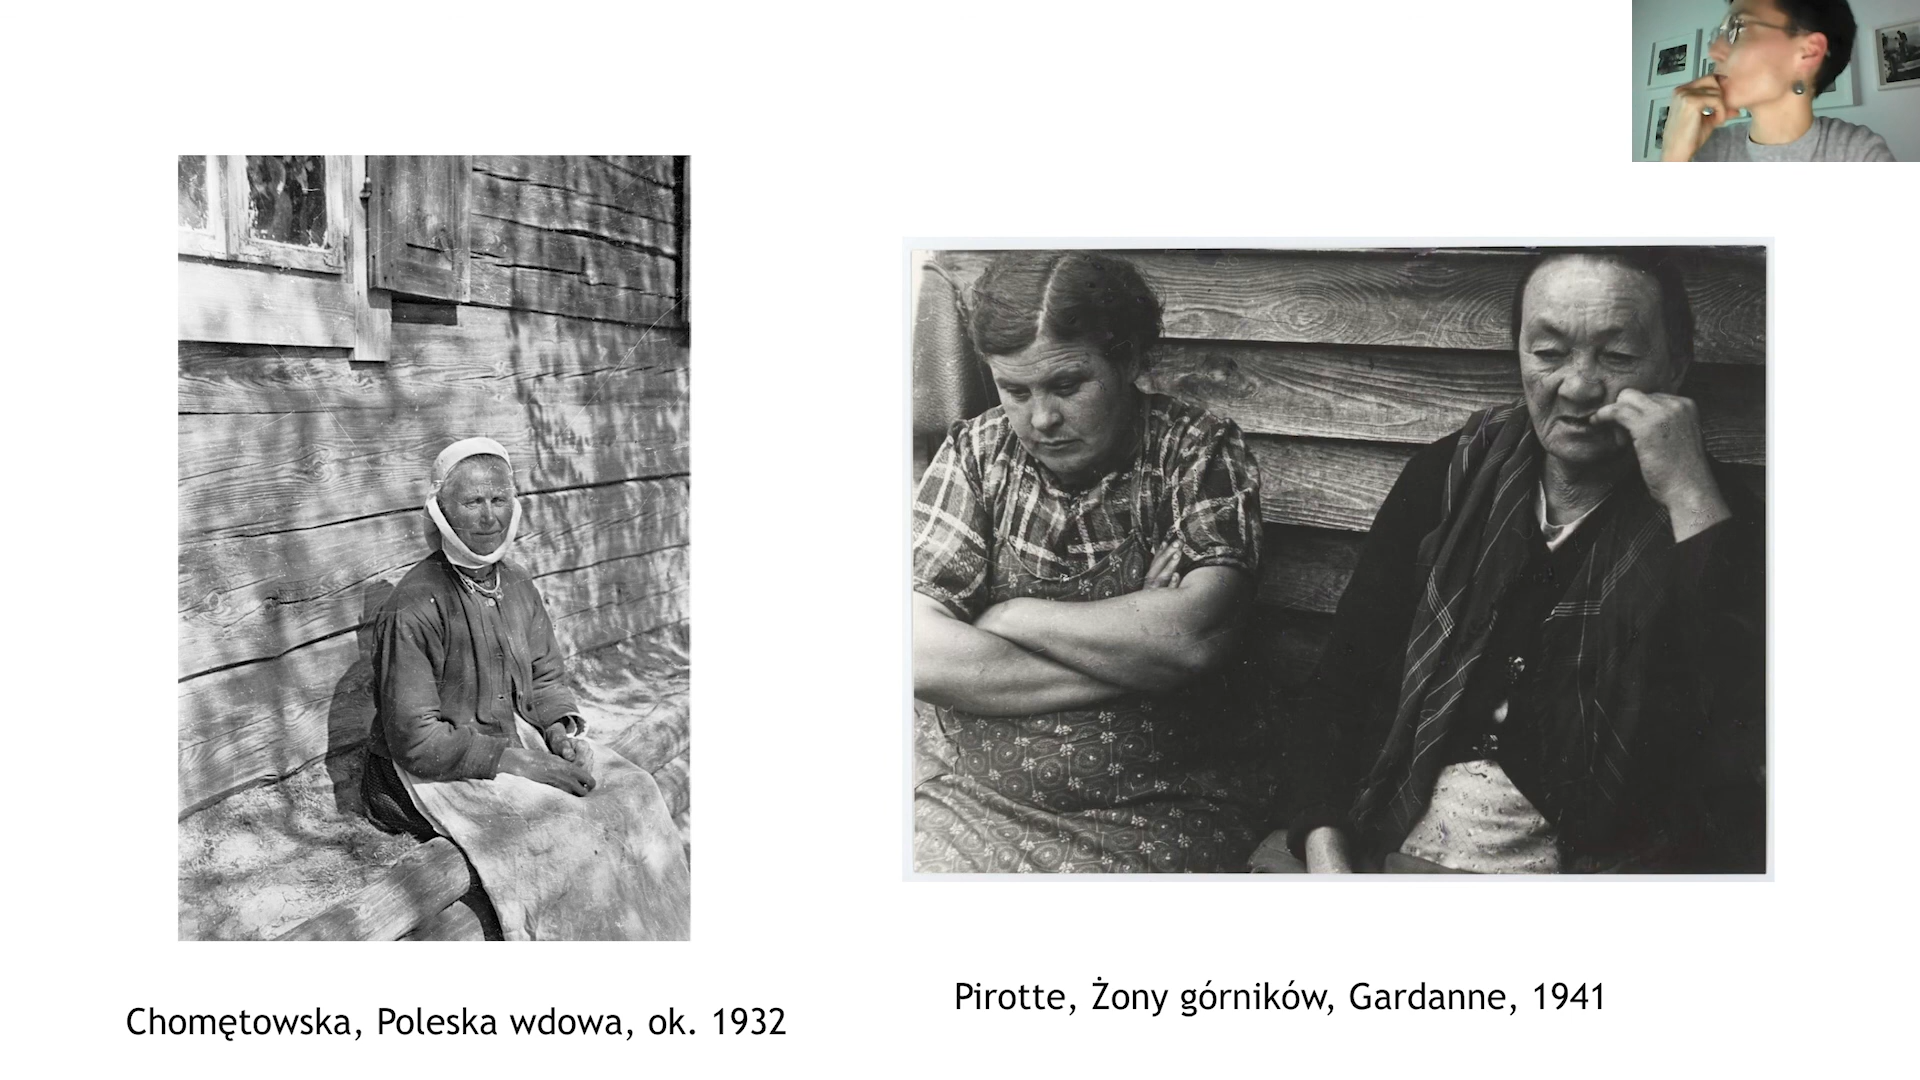 Chomętowska, Poleska wdowa, ok. 1932
Pirotte, Żony górników, Gardanne, 1941